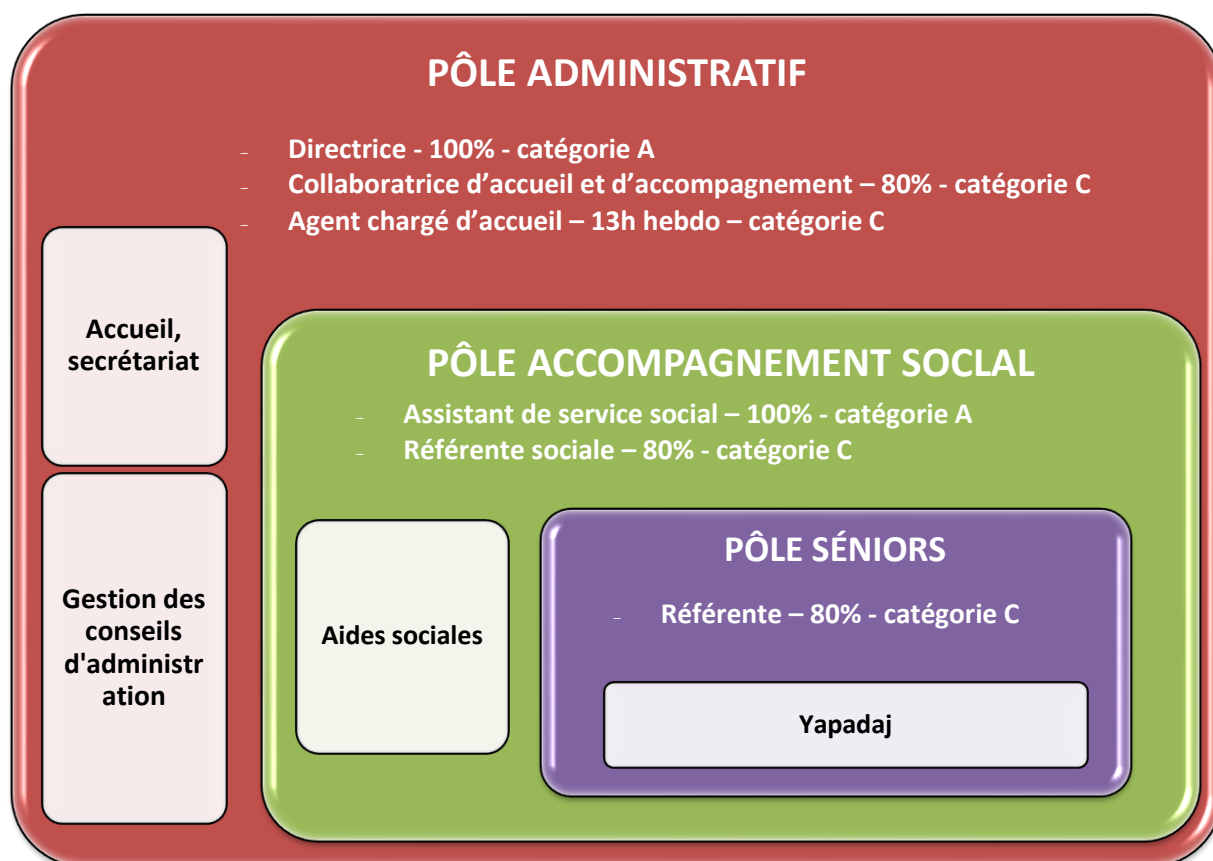 PÔLE ADMINISTRATIF
– Directrice - 100% - catégorie A
– Collaboratrice d’accueil et d’accompagnement – 80% - catégorie C
– Agent chargé d’accueil – 13h hebdo – catégorie C
Accueil,
secrétariat
Gestion des
conseils
d'administr
ation
PÔLE ACCOMPAGNEMENT SOCLAL
– Assistant de service social – 100% - catégorie A
– Référente sociale – 80% - catégorie C
Aides sociales
PÔLE SÉNIORS
– Référente – 80% - catégorie C
Yapadaj